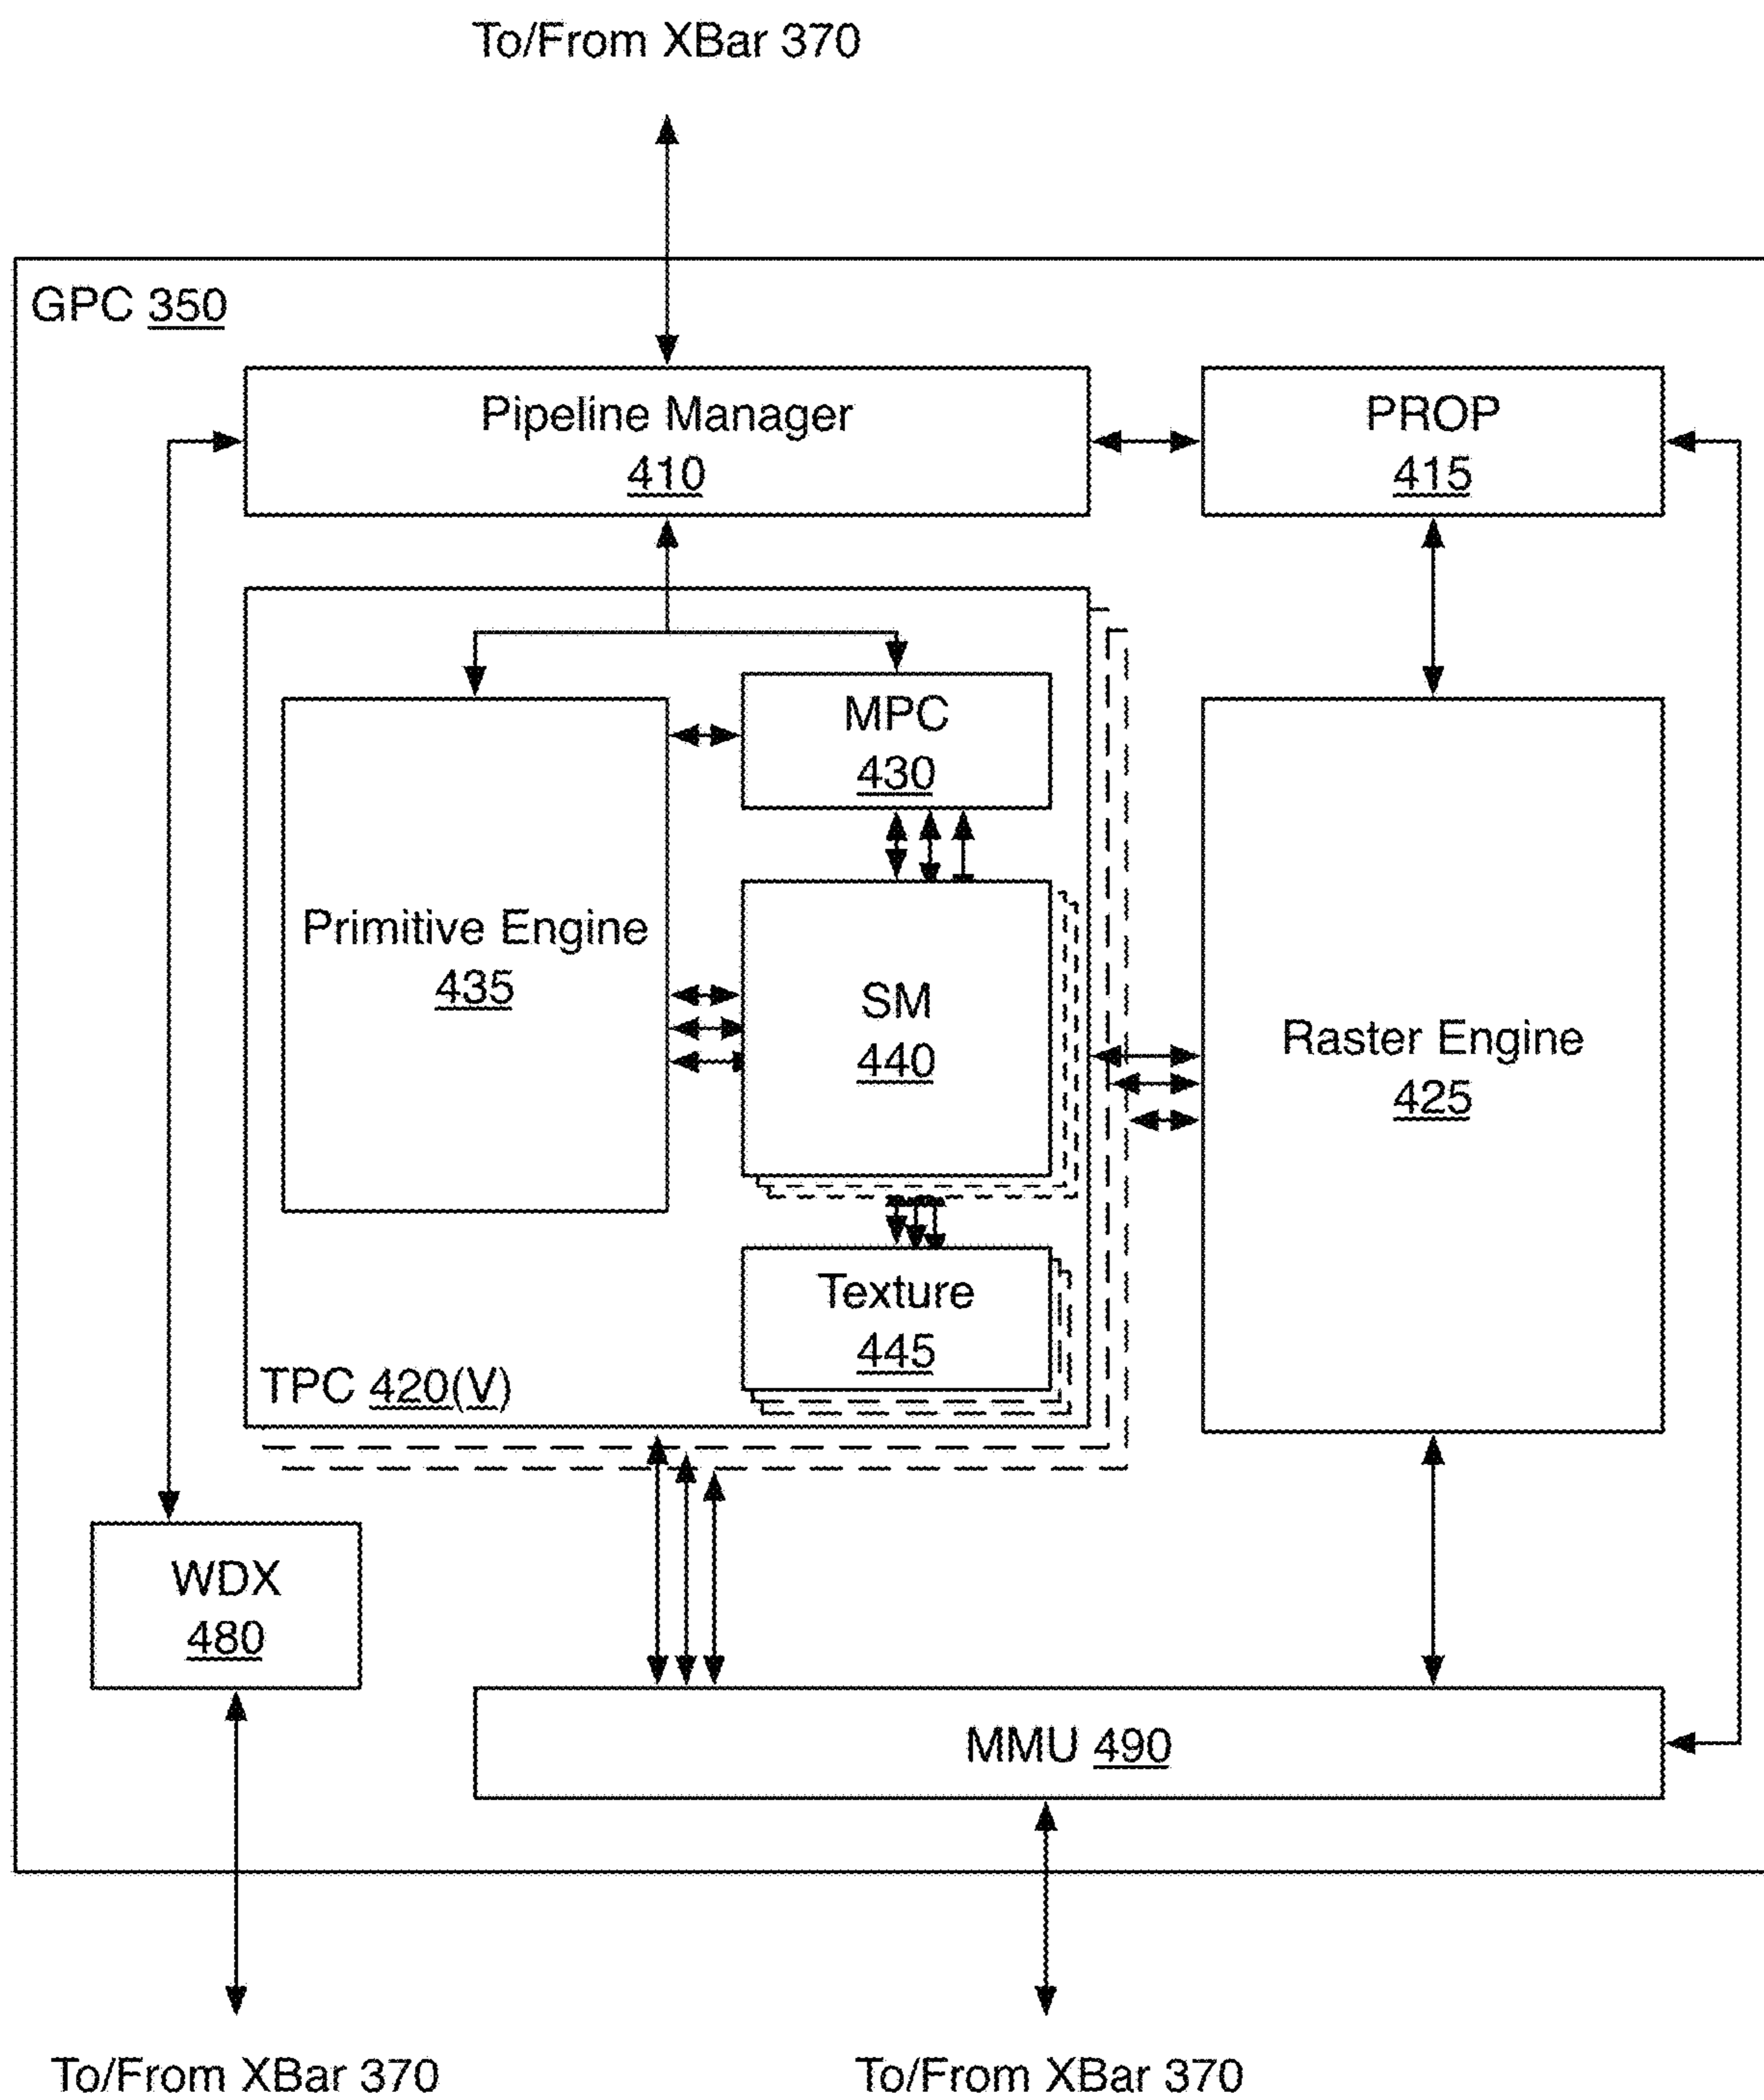 To/From XBar 370
GPC 350
Pipeline Manager
410
PROP
415
MPC
430
Primitive Engine
435
SM
440
Raster Engine
425
Texture
445
TPC 420(V)
WDX
480
MMU 490
To/From XBar 370
To/From XBar 370